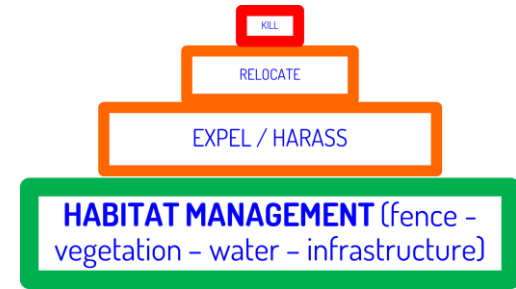 KILL
RELOCATE
EXPEL / HARASS
HABITAT MANAGEMENT (fence –
vegetation – water – infrastructure)